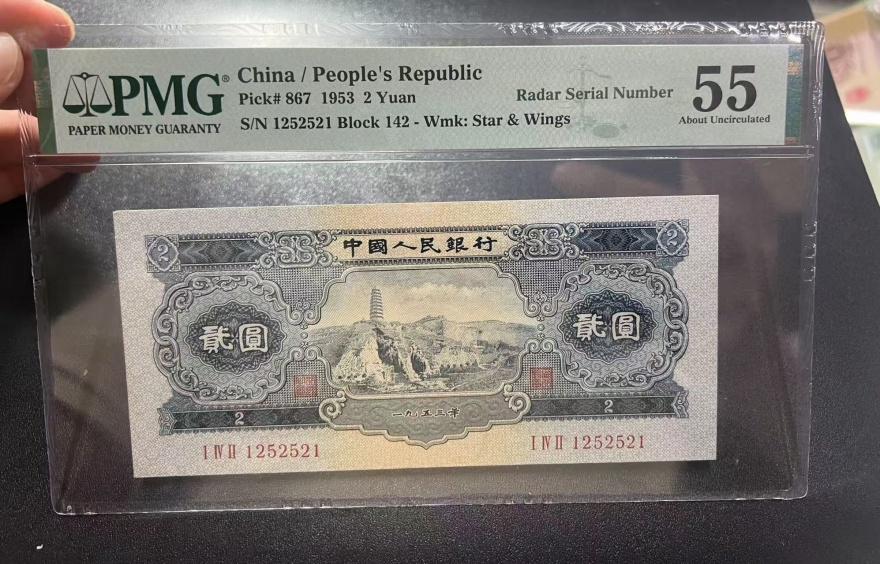 PMG®
PAPER MONEY GUARANTY
China / People's Republic
Pick# 867 1953 2 Yuan
S/N 1252521 Block 142 - Wmk: Star & Wings
Radar Serial Number
55
About Uncirculated
2 中國人民銀行 2
貳圓 貳圓
一九五三年
2 2
I IV II 1252521 I IV II 1252521